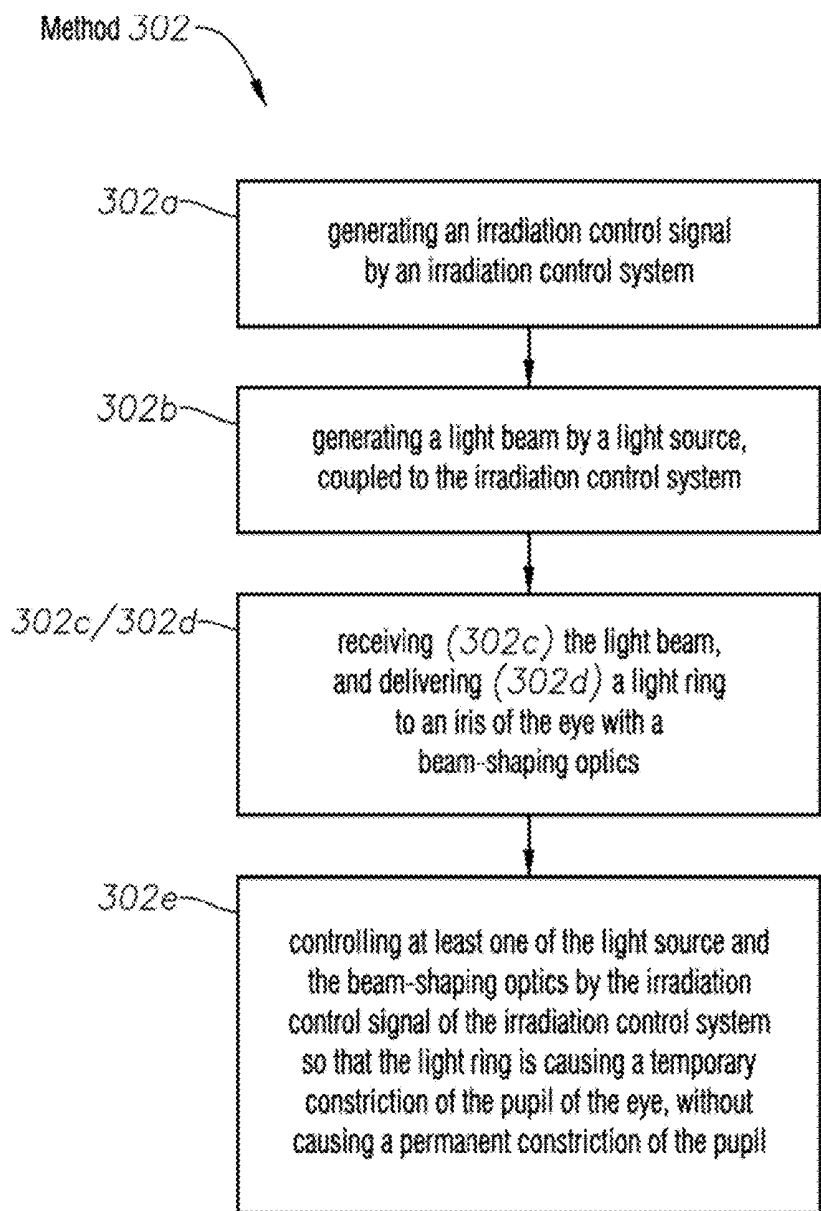 Method 302
302a
generating an irradiation control signal
by an irradiation control system
302b
generating a light beam by a light source,
coupled to the irradiation control system
302c/302d
receiving (302c) the light beam,
and delivering (302d) a light ring
to an iris of the eye with a
beam-shaping optics
302e
controlling at least one of the light source and
the beam-shaping optics by the irradiation
control signal of the irradiation control system
so that the light ring is causing a temporary
constriction of the pupil of the eye, without
causing a permanent constriction of the pupil